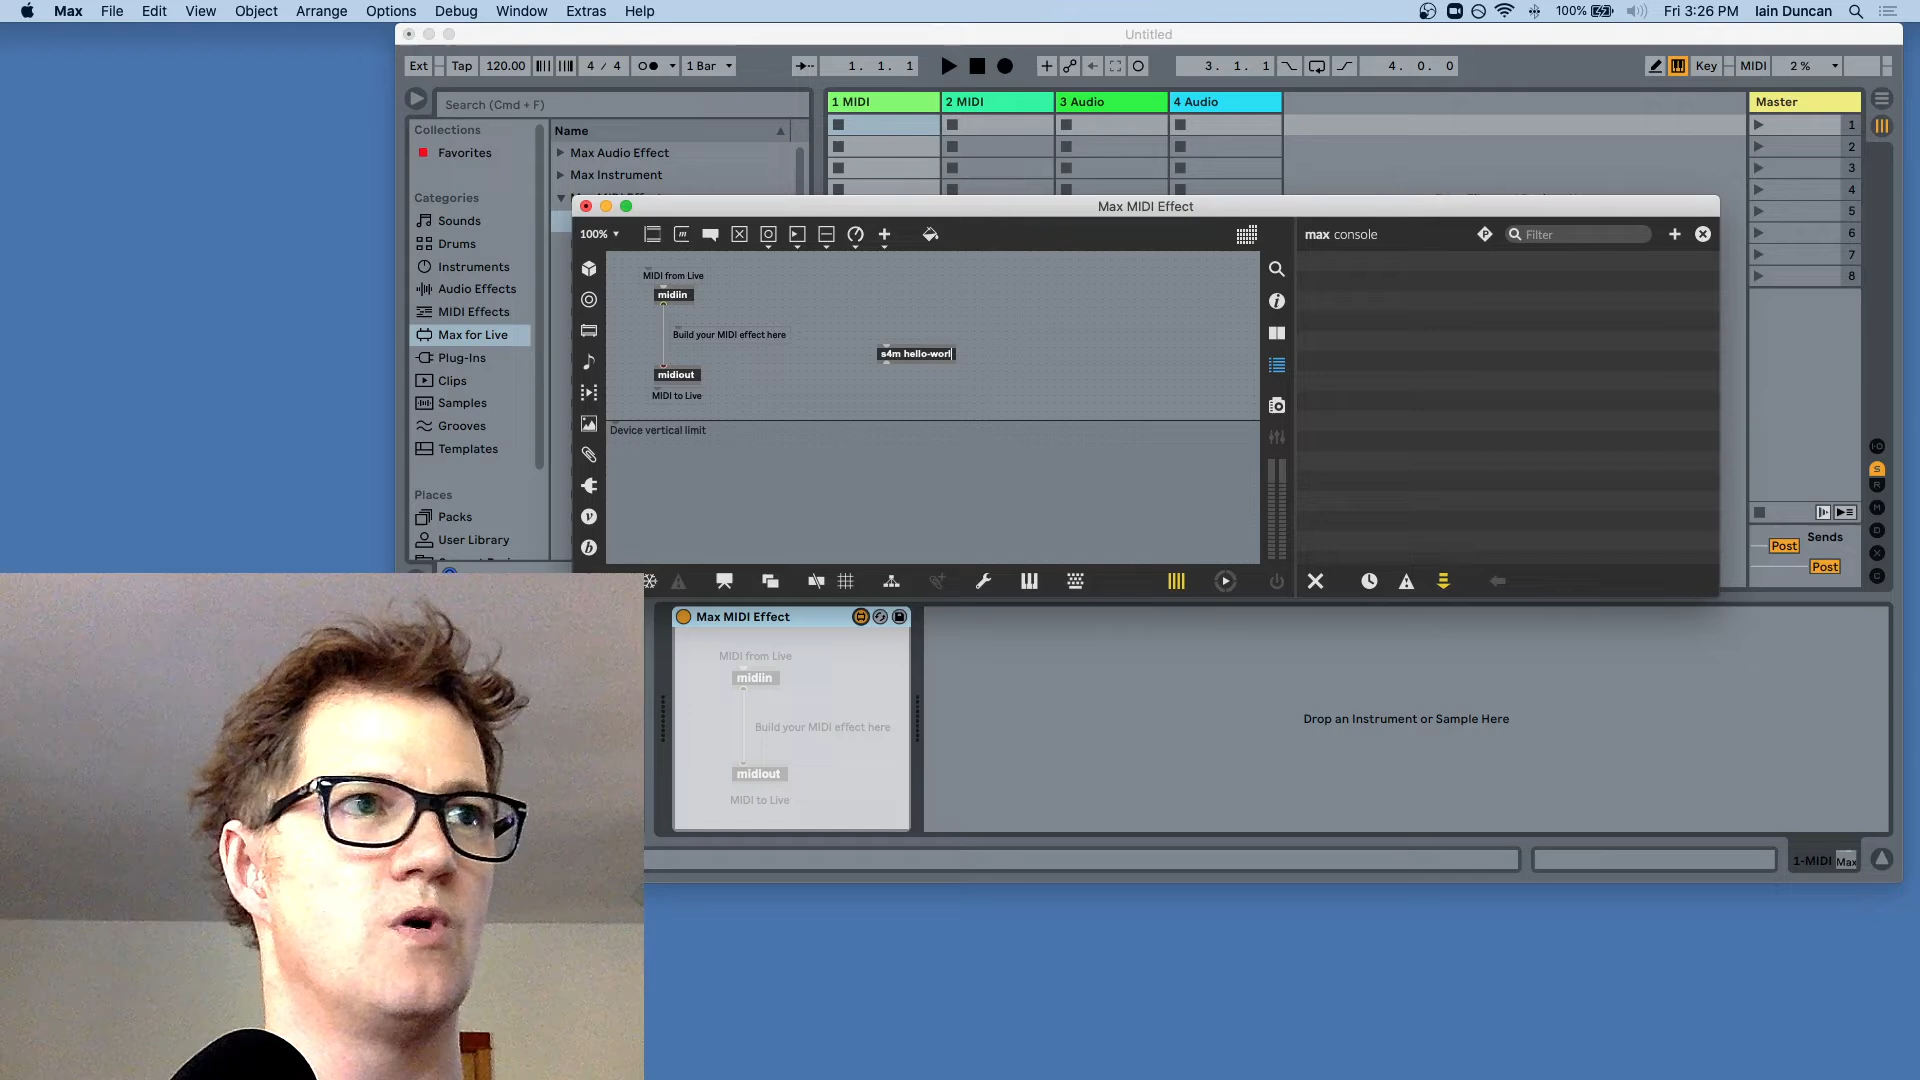 Max File Edit View Object Arrange Options Debug Window Extras Help
100% Fri 3:26 PM Iain Duncan
Untitled
Ext Tap 120.00 4 / 4 1 Bar 1. 1. 1 3. 1. 1 4. 0. 0 Key MIDI 2 %
Search (Cmd + F)
Collections
Favorites
Categories
Sounds
Drums
Instruments
Audio Effects
MIDI Effects
Max for Live
Plug-Ins
Clips
Samples
Grooves
Templates
Places
Packs
User Library
Name
Max Audio Effect
Max Instrument
1 MIDI 2 MIDI 3 Audio 4 Audio Master
1
2
3
4
5
6
7
8
Max MIDI Effect
100%
max console Filter
MIDI from Live
midiin
Build your MIDI effect here
s4m hello-worl
midiout
MIDI to Live
Device vertical limit
Sends
Post
Post
S
R
M
D
X
C
Max MIDI Effect
MIDI from Live
midiin
Build your MIDI effect here
midiout
MIDI to Live
Drop an Instrument or Sample Here
1-MIDI Max